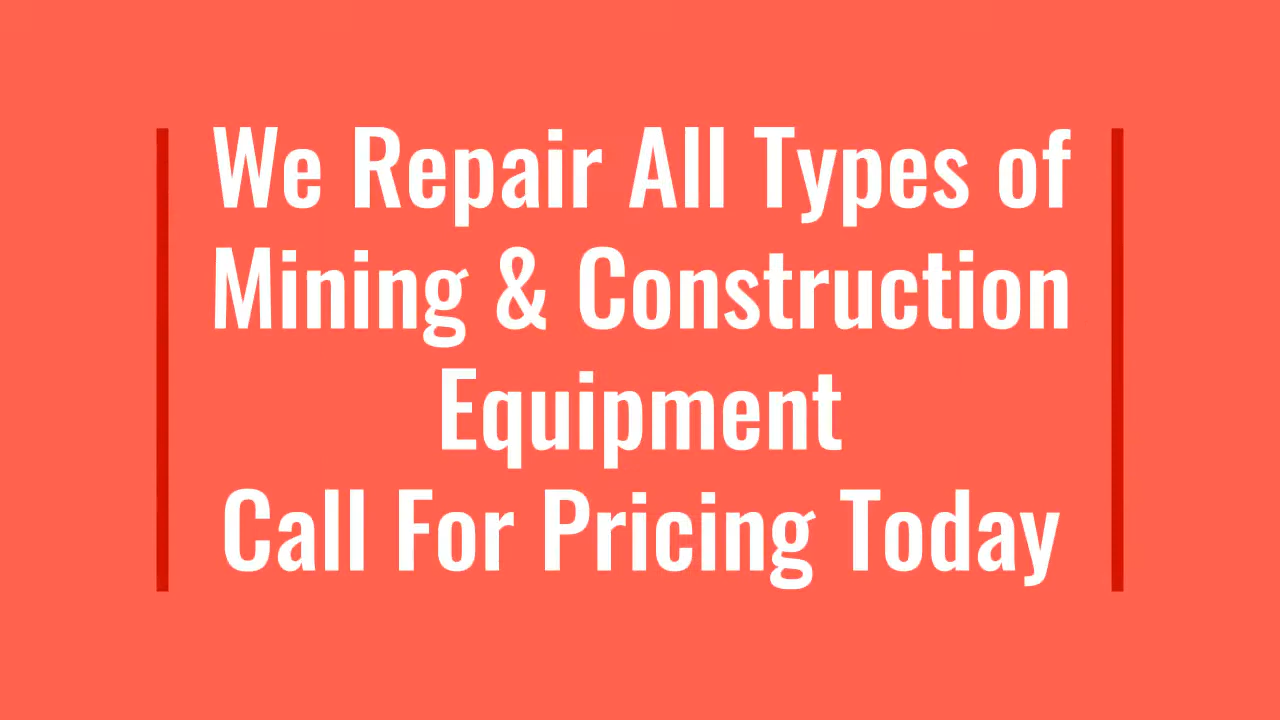 We Repair All Types of
Mining & Construction
Equipment
Call For Pricing Today